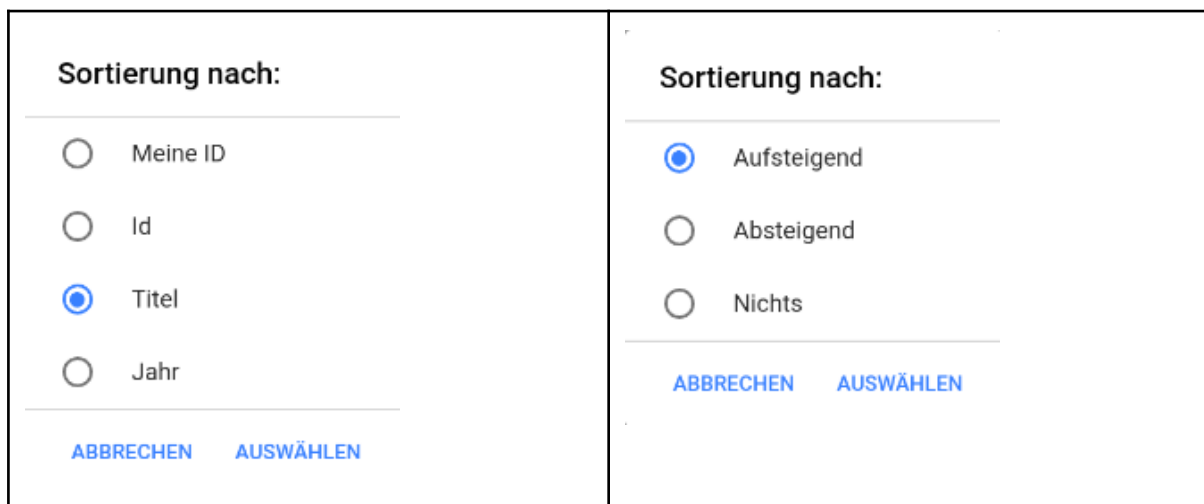 Sortierung nach:
Meine ID
Id
Titel
Jahr
ABBRECHEN AUSWÄHLEN
Sortierung nach:
Aufsteigend
Absteigend
Nichts
ABBRECHEN AUSWÄHLEN